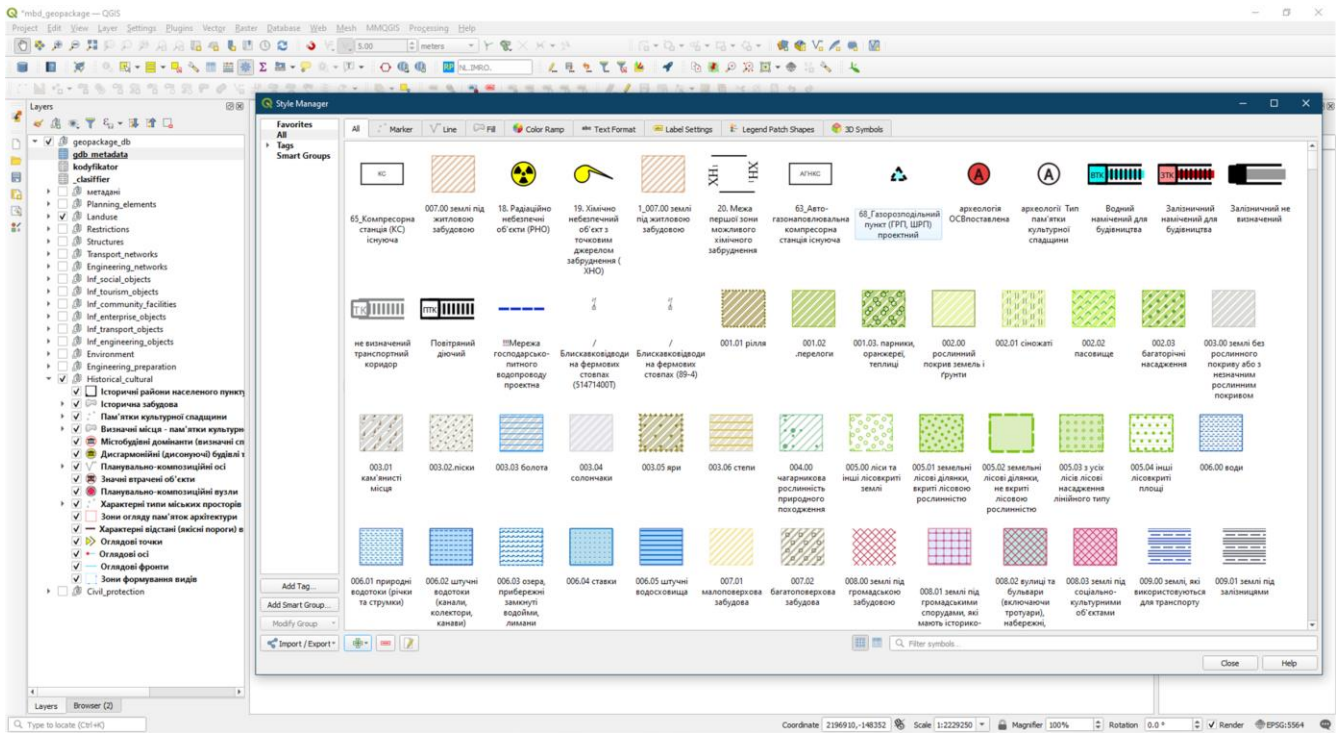 *mbd_geopackage — QGIS
Project Edit View Layer Settings Plugins Vector Raster Database Web Mesh MMQGIS Processing Help
5.00 meters
Layers
geopackage_db
gdb_metadata
kodyfikator
_clasiffier
метадані
Planning_elements
Landuse
Restrictions
Structures
Transport_networks
Engineering_networks
Inf_social_objects
Inf_tourism_objects
Inf_community_facilities
Inf_enterprise_objects
Inf_transport_objects
Inf_engineering_objects
Environment
Engineering_preparation
Historical_cultural
Історичні райони населеного пункту
Історична забудова
Пам'ятки культурної спадщини
Визначні місця - пам'ятки культурн
Містобудівні домінанти (визначні сп
Дисгармонійні (дисонуючі) будівлі т
Планувально-композиційні осі
Значні втрачені об'єкти
Планувально-композиційні вузли
Характерні типи міських просторів
Зони огляду пам'яток архітектури
Характерні відстані (якісні пороги) в
Оглядові точки
Оглядові осі
Оглядові фронти
Зони формування видів
Civil_protection
Layers Browser (2)
Style Manager
Favorites
All
Tags
Smart Groups
All Marker Line Fill Color Ramp Text Format Label Settings Legend Patch Shapes 3D Symbols
КС
65_Компресорна
станція (КС)
існуюча
007.00 землі під
житловою
забудовою
18. Радіаційно
небезпечні
об'єкти (РНО)
19. Хімічно
небезпечний
об'єкт з
точковим
джерелом
забруднення (
ХНО)
1_007.00 землі
під житловою
забудовою
20. Межа
першої зони
можливого
хімічного
забруднення
АГНКС
63_Авто-
газонаповлювальна
компресорна
станція існуюча
68_Газорозподільний
пункт (ГРП, ШРП)
проектний
А
археологія
ОСВпоставлена
А
археології Тип
пам'ятки
культурної
спадщини
ВТК
Водний
намічений для
будівництва
ЗТК
Залізничний
намічений для
будівництва
Залізничний не
визначений
ТК
не визначений
транспортний
коридор
ПТК
Повітряний
діючий
!!!Мережа
господарсько-
питного
водопроводу
проектна
/
Блискавковідводи
на фермових
стовпах
(51471400Т)
/
Блискавковідводи
на фермових
стовпах (89-4)
001.01 рілля
001.02
.перелоги
001.03. парники,
оранжереї,
теплиці
002.00
рослинний
покрив земель і
ґрунти
002.01 сіножаті
002.02
пасовище
002.03
багаторічні
насадження
003.00 землі без
рослинного
покриву або з
незначним
рослинним
покривом
003.01
кам'янисті
місця
003.02.піски
003.03 болота
003.04
солончаки
003.05 яри
003.06 степи
004.00
чагарникова
рослинність
природного
походження
005.00 ліси та
інші лісовкриті
землі
005.01 земельні
лісові ділянки,
вкриті лісовою
рослинністю
005.02 земельні
лісові ділянки,
не вкриті
лісовою
рослинністю
005.03 з усіх
лісів лісові
насадження
лінійного типу
005.04 інші
лісовкриті
площі
006.00 води
006.01 природні
водотоки (річки
та струмки)
006.02 штучні
водотоки
(канали,
колектори,
канави)
006.03 озера,
прибережні
замкнуті
водойми,
лимани
006.04 ставки
006.05 штучні
водосховища
007.01
малоповерхова
забудова
007.02
багатоповерхова
забудова
008.00 землі під
громадською
забудовою
008.01 землі під
громадськими
спорудами, які
мають історико-
008.02 вулиці та
бульвари
(включаючи
тротуари),
набережні,
008.03 землі під
соціально-
культурними
об'єктами
009.00 землі, які
використовуються
для транспорту
009.01 землі під
залізницями
Add Tag...
Add Smart Group...
Modify Group
Import / Export
Filter symbols...
Close Help
Type to locate (Ctrl+K)
Coordinate 2196910,-148352 Scale 1:2229250 Magnifier 100% Rotation 0.0 ° Render EPSG:5564